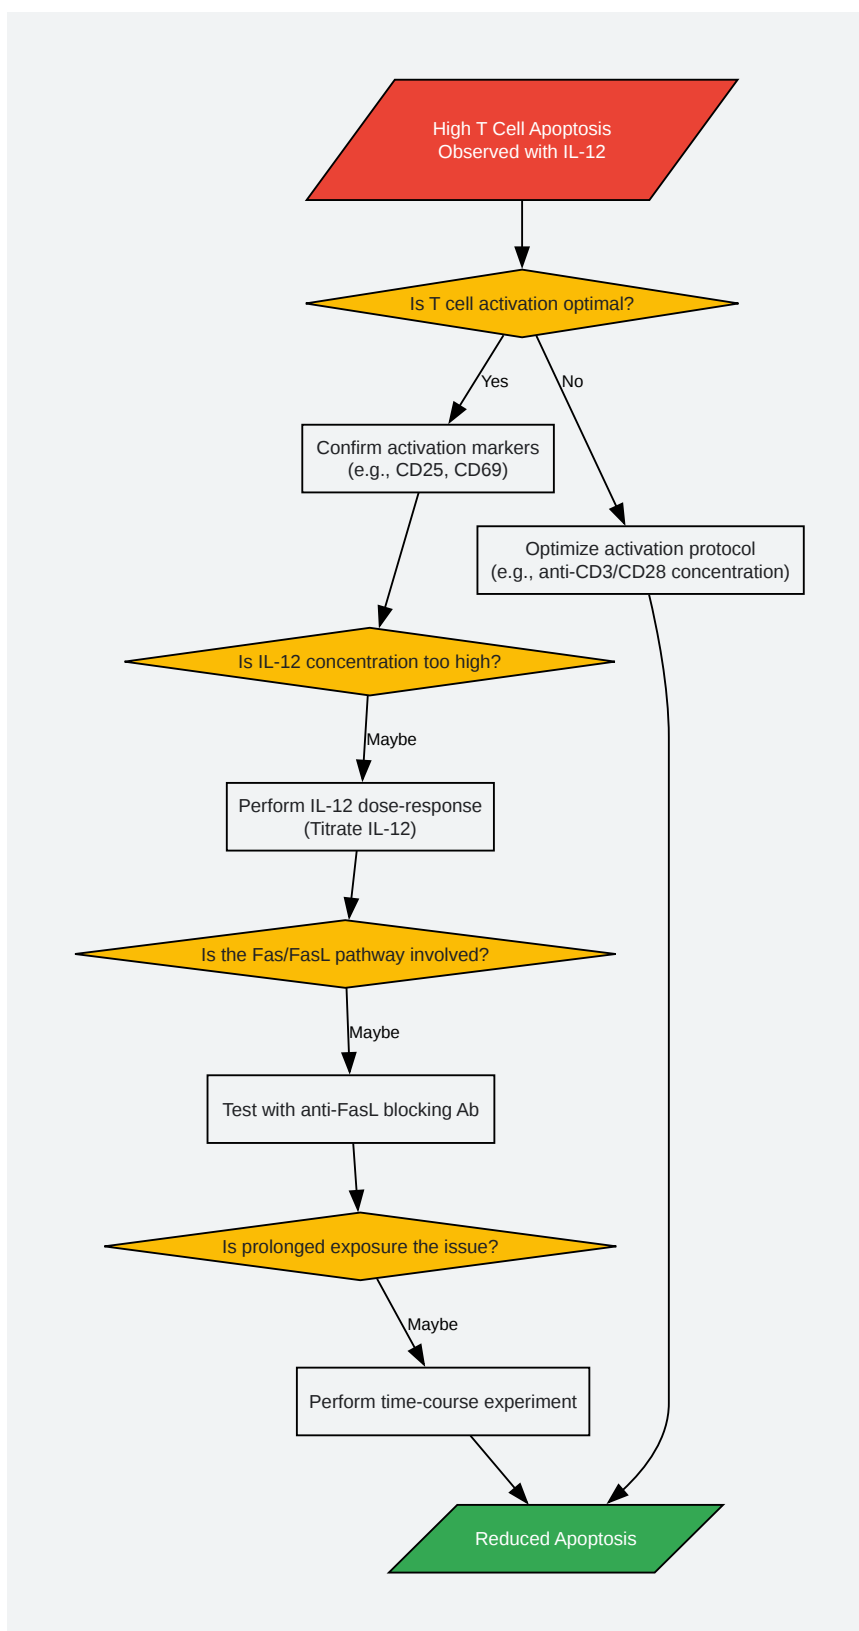 High T Cell Apoptosis
Observed with IL-12
Is T cell activation optimal?
Yes
No
Confirm activation markers
(e.g., CD25, CD69)
Optimize activation protocol
(e.g., anti-CD3/CD28 concentration)
Is IL-12 concentration too high?
Maybe
Perform IL-12 dose-response
(Titrate IL-12)
Is the Fas/FasL pathway involved?
Maybe
Test with anti-FasL blocking Ab
Is prolonged exposure the issue?
Maybe
Perform time-course experiment
Reduced Apoptosis